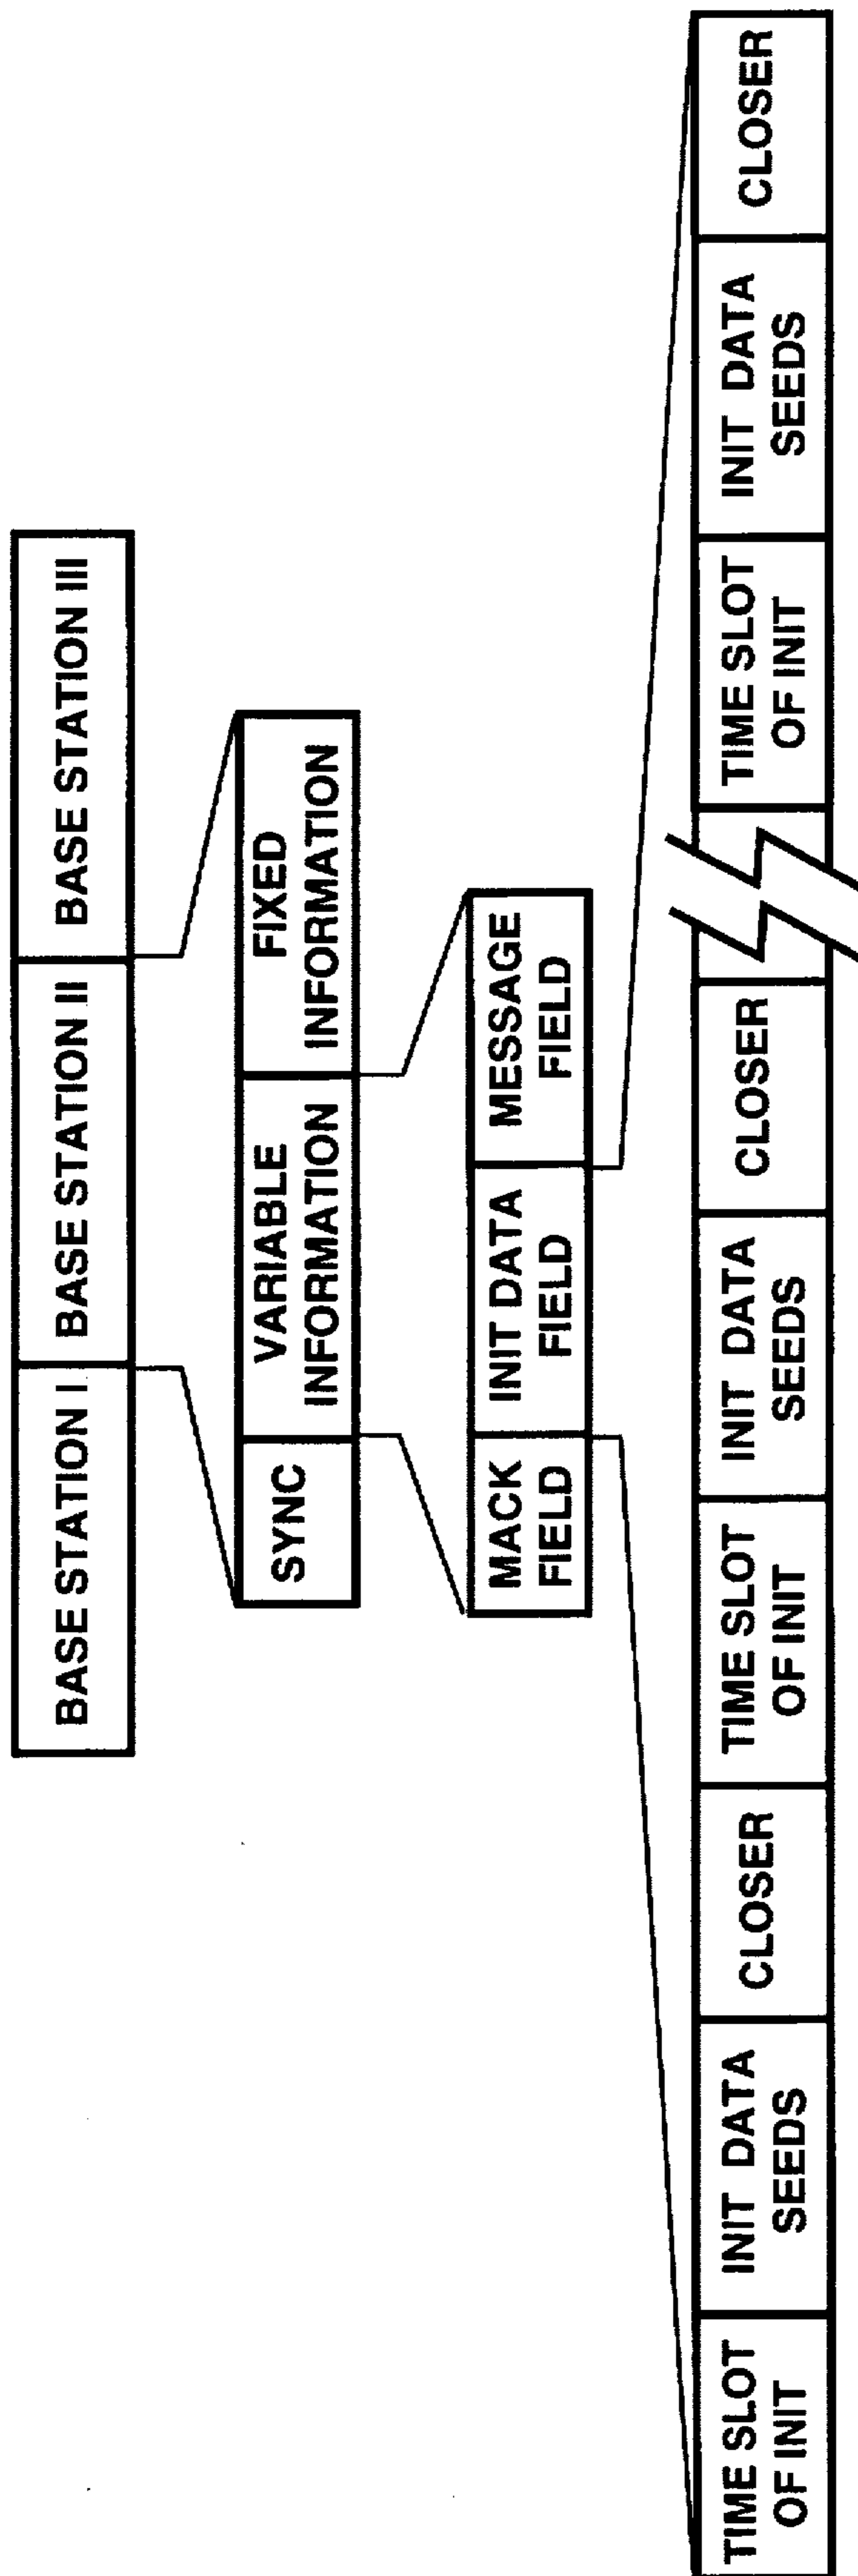 BASE STATION I
BASE STATION II
BASE STATION III
SYNC
VARIABLE
INFORMATION
FIXED
INFORMATION
MACK
FIELD
INIT DATA
FIELD
MESSAGE
FIELD
TIME SLOT
OF INIT
INIT DATA
SEEDS
CLOSER
TIME SLOT
OF INIT
INIT DATA
SEEDS
CLOSER
TIME SLOT
OF INIT
INIT DATA
SEEDS
CLOSER